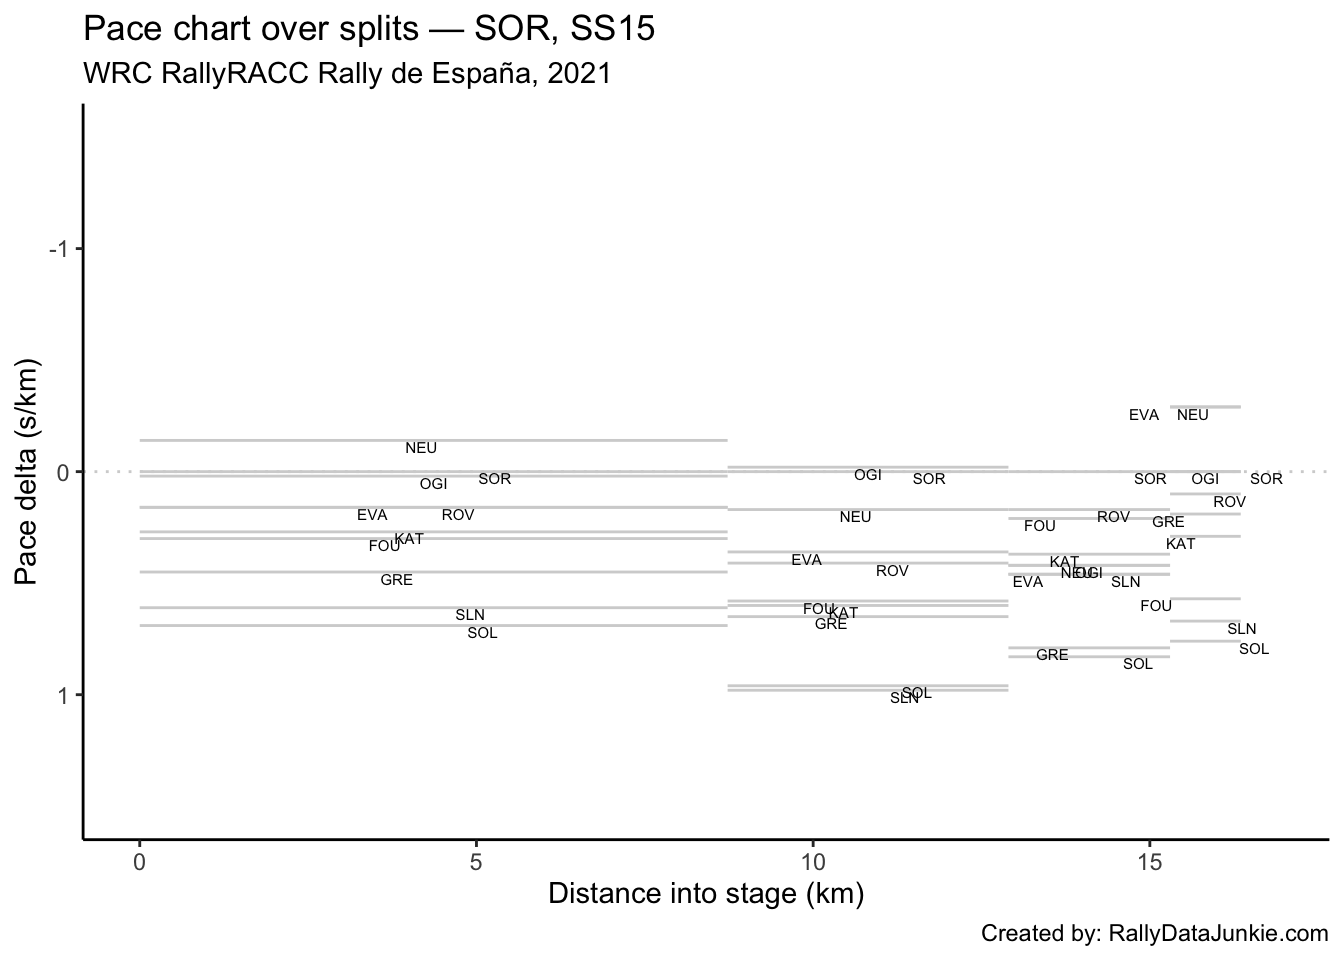 Pace chart over splits — SOR, SS15
WRC RallyRACC Rally de España, 2021
Pace delta (s/km)
-1
0
1
NEU
OGI
SOR
EVA
ROV
KAT
FOU
GRE
SLN
SOL
OGI
SOR
NEU
EVA
ROV
FOU
KAT
GRE
SOL
SLN
SOR
ROV
FOU
KAT
NEU
OGI
EVA
SLN
GRE
SOL
EVA
NEU
OGI
SOR
ROV
GRE
KAT
FOU
SLN
SOL
0
5
10
15
Distance into stage (km)
Created by: RallyDataJunkie.com